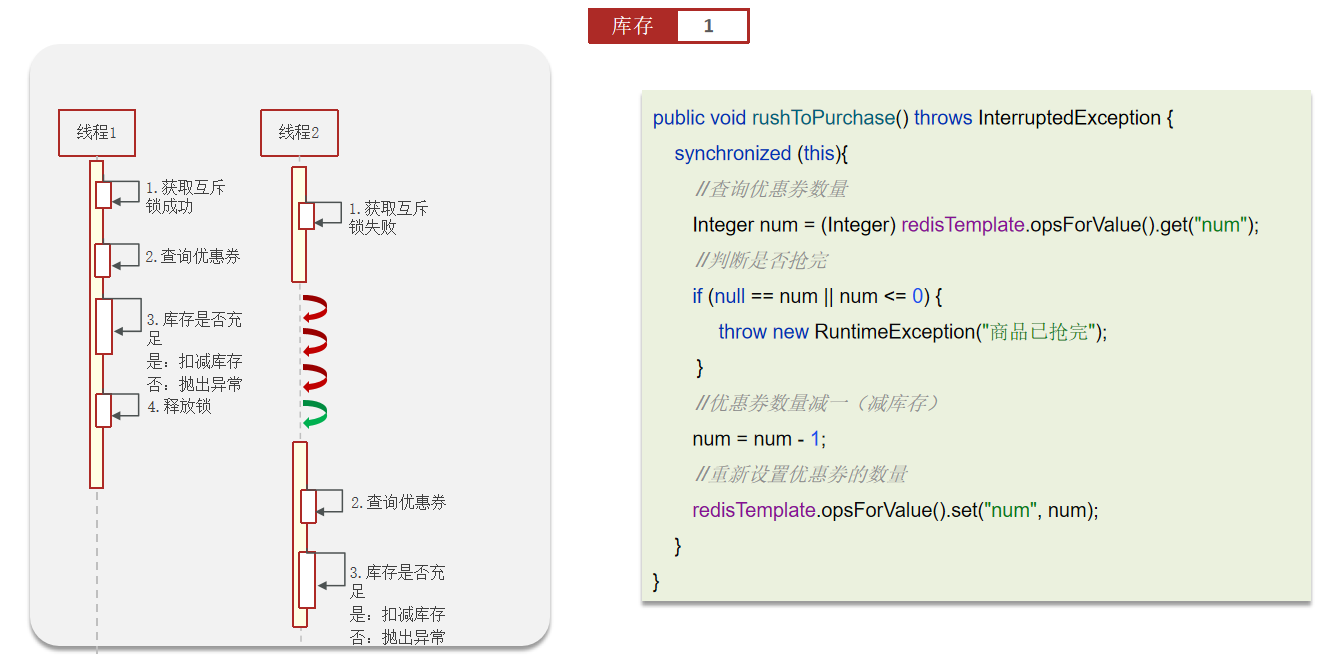 库存 1
线程1
1.获取互斥
锁成功
2.查询优惠券
3.库存是否充
足
是：扣减库存
否：抛出异常
4.释放锁
线程2
1.获取互斥
锁失败
2.查询优惠券
3.库存是否充
足
是：扣减库存
否：抛出异常
public void rushToPurchase() throws InterruptedException {
synchronized (this){
//查询优惠券数量
Integer num = (Integer) redisTemplate.opsForValue().get("num");
//判断是否抢完
if (null == num || num <= 0) {
throw new RuntimeException("商品已抢完");
}
//优惠券数量减一（减库存）
num = num - 1;
//重新设置优惠券的数量
redisTemplate.opsForValue().set("num", num);
}
}